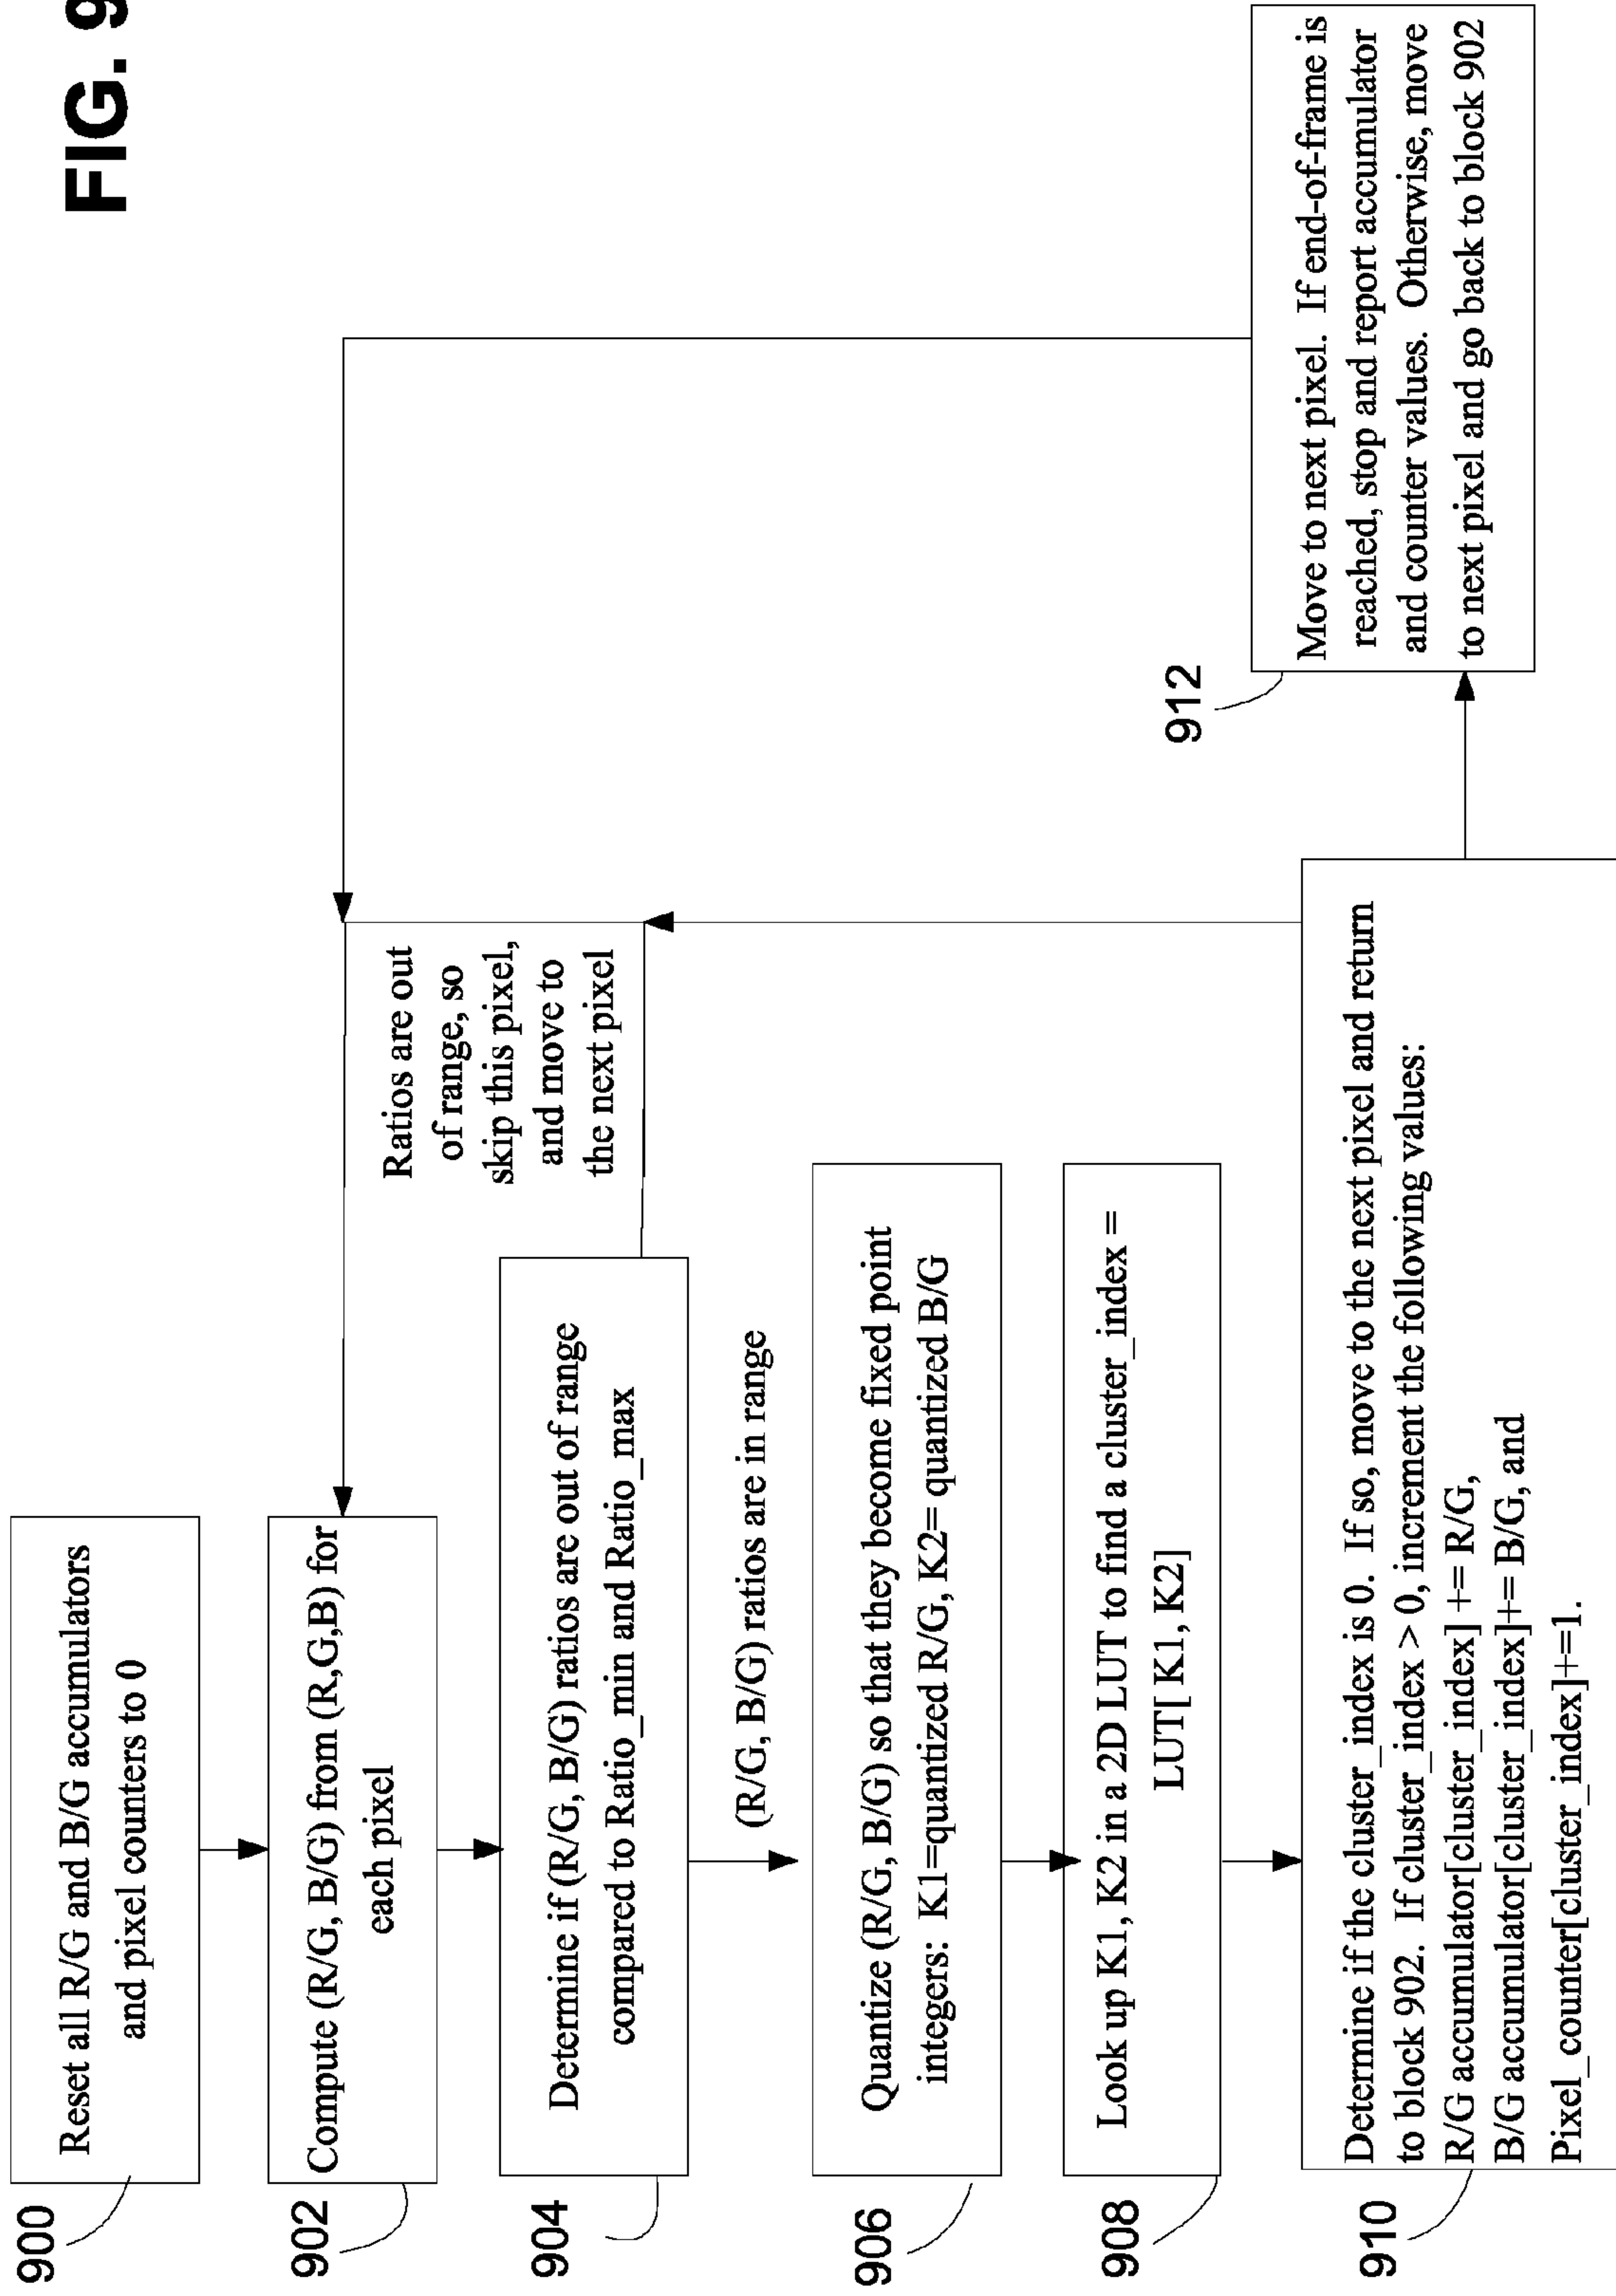 FIG. 9
900
Reset all R/G and B/G accumulators
and pixel counters to 0
902
Compute (R/G, B/G) from (R,G,B) for
each pixel
904
Determine if (R/G, B/G) ratios are out of range
compared to Ratio_min and Ratio_max
Ratios are out
of range, so
skip this pixel,
and move to
the next pixel
(R/G, B/G) ratios are in range
906
Quantize (R/G, B/G) so that they become fixed point
integers: K1=quantized R/G, K2= quantized B/G
908
Look up K1, K2 in a 2D LUT to find a cluster_index =
LUT[ K1, K2]
910
Determine if the cluster_index is 0. If so, move to the next pixel and return
to block 902. If cluster_index > 0, increment the following values:
R/G accumulator[cluster_index] += R/G,
B/G accumulator[cluster_index]+= B/G, and
Pixel_counter[cluster_index]+=1.
912
Move to next pixel. If end-of-frame is
reached, stop and report accumulator
and counter values. Otherwise, move
to next pixel and go back to block 902